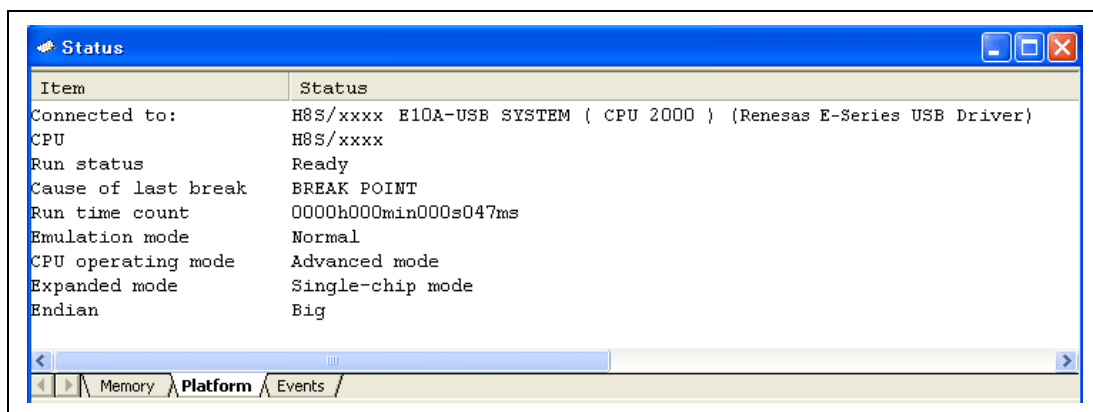 Status
Item Status
Connected to: H8S/xxxx E10A-USB SYSTEM ( CPU 2000 ) (Renesas E-Series USB Driver)
CPU H8S/xxxx
Run status Ready
Cause of last break BREAK POINT
Run time count 0000h000min000s047ms
Emulation mode Normal
CPU operating mode Advanced mode
Expanded mode Single-chip mode
Endian Big
Memory Platform Events